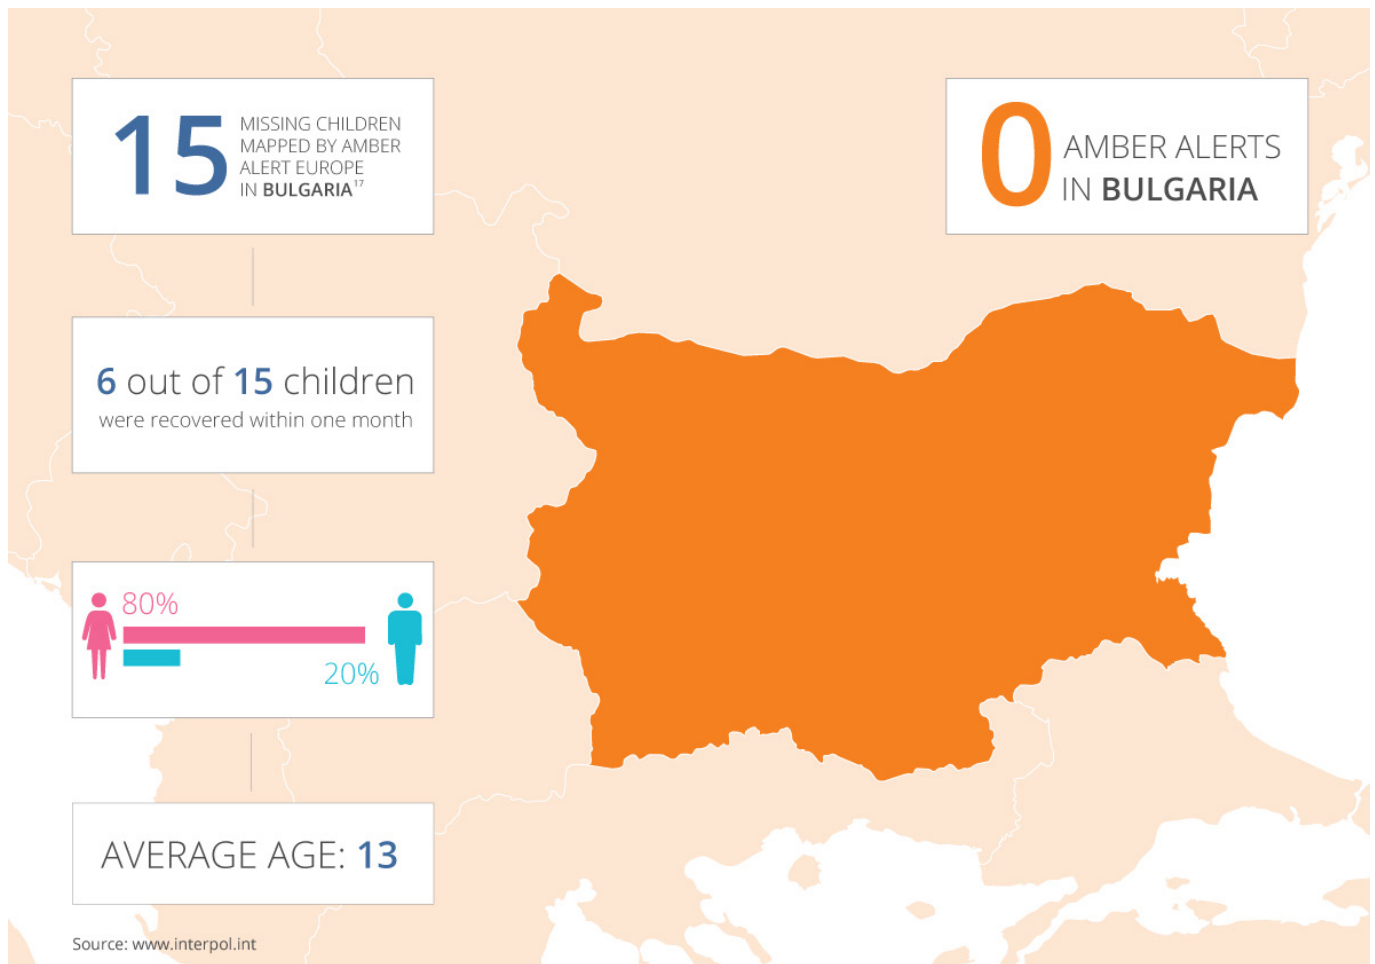 15
MISSING CHILDREN
MAPPED BY AMBER
ALERT EUROPE
IN BULGARIA17
0
AMBER ALERTS
IN BULGARIA
6 out of 15 children
were recovered within one month
80%
20%
AVERAGE AGE: 13
Source: www.interpol.int